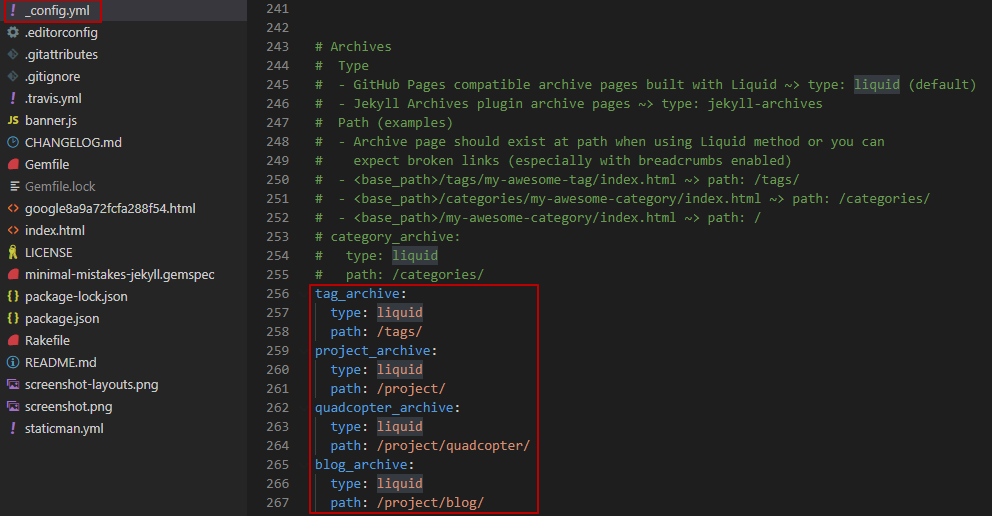 _config.yml
.editorconfig
.gitattributes
.gitignore
.travis.yml
banner.js
CHANGELOG.md
Gemfile
Gemfile.lock
google8a9a72fcfa288f54.html
index.html
LICENSE
minimal-mistakes-jekyll.gemspec
package-lock.json
package.json
Rakefile
README.md
screenshot-layouts.png
screenshot.png
staticman.yml
241
242
243 # Archives
244 #  Type
245 #  - GitHub Pages compatible archive pages built with Liquid ~> type: liquid (default)
246 #  - Jekyll Archives plugin archive pages ~> type: jekyll-archives
247 #  Path (examples)
248 #  - Archive page should exist at path when using Liquid method or you can
249 #    expect broken links (especially with breadcrumbs enabled)
250 #  - <base_path>/tags/my-awesome-tag/index.html ~> path: /tags/
251 #  - <base_path>/categories/my-awesome-category/index.html ~> path: /categories/
252 #  - <base_path>/my-awesome-category/index.html ~> path: /
253 # category_archive:
254 #   type: liquid
255 #   path: /categories/
256 tag_archive:
257   type: liquid
258   path: /tags/
259 project_archive:
260   type: liquid
261   path: /project/
262 quadcopter_archive:
263   type: liquid
264   path: /project/quadcopter/
265 blog_archive:
266   type: liquid
267   path: /project/blog/